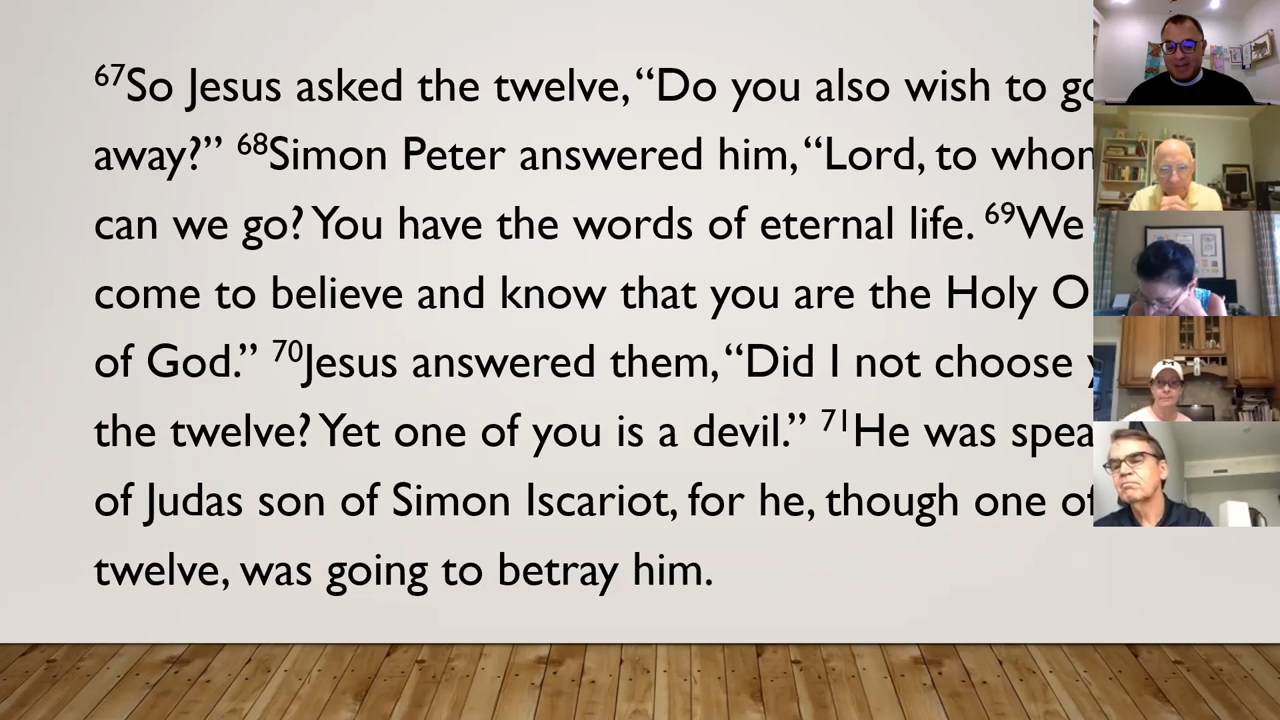 ⁶⁷So Jesus asked the twelve, “Do you also wish to go
away?” ⁶⁸Simon Peter answered him, “Lord, to whom
can we go? You have the words of eternal life. ⁶⁹We
come to believe and know that you are the Holy O
of God.” ⁷⁰Jesus answered them, “Did I not choose
the twelve? Yet one of you is a devil.” ⁷¹He was spea
of Judas son of Simon Iscariot, for he, though one of
twelve, was going to betray him.